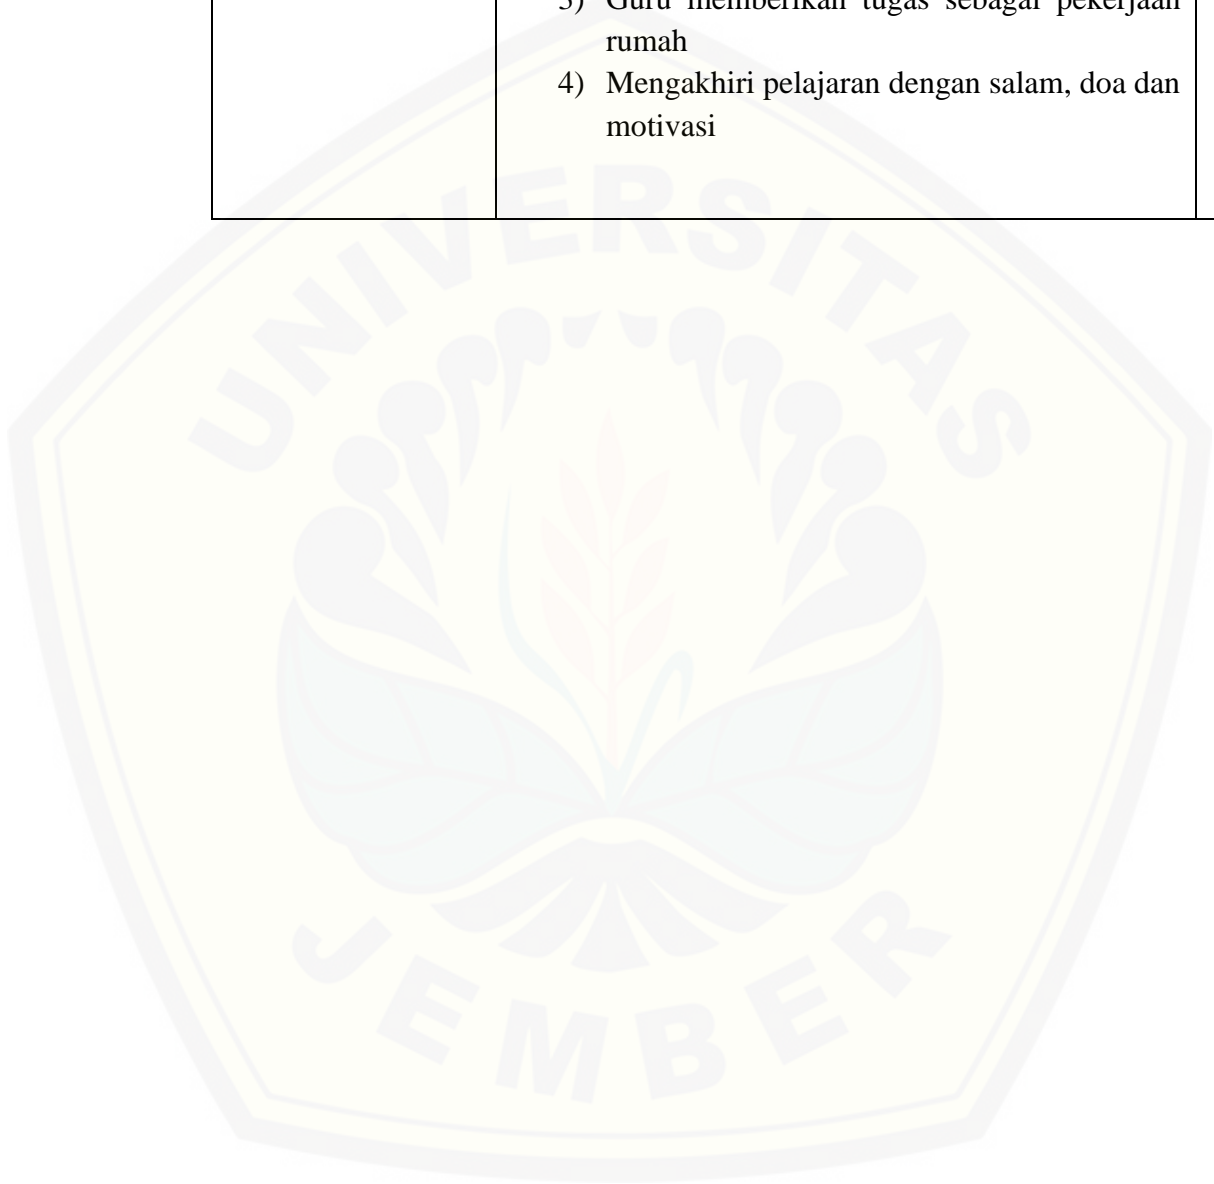 3) Guru memberikan tugas sebagai pekerjaan
rumah
4) Mengakhiri pelajaran dengan salam, doa dan
motivasi
UNIVERSITAS
JEMBER